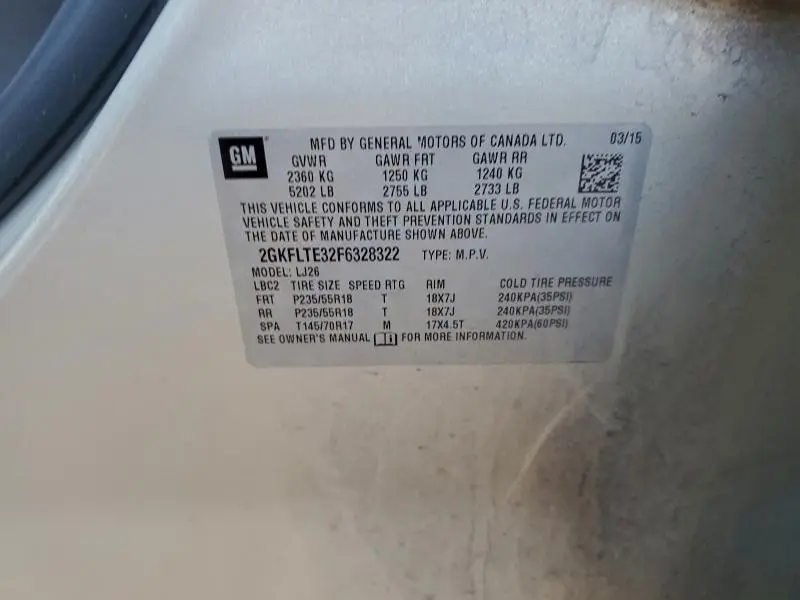 GM MFD BY GENERAL MOTORS OF CANADA LTD. 03/15
GVWR GAWR FRT GAWR RR
2360 KG 1250 KG 1240 KG
5202 LB 2755 LB 2733 LB
THIS VEHICLE CONFORMS TO ALL APPLICABLE U.S. FEDERAL MOTOR
VEHICLE SAFETY AND THEFT PREVENTION STANDARDS IN EFFECT ON
THE DATE OF MANUFACTURE SHOWN ABOVE.
2GKFLTE32F6328322 TYPE: M.P.V.
MODEL: LJ26
LBC2 TIRE SIZE SPEED RTG RIM COLD TIRE PRESSURE
FRT P235/55R18 T 18X7J 240KPA(35PSI)
RR P235/55R18 T 18X7J 240KPA(35PSI)
SPA T145/70R17 M 17X4.5T 420KPA(60PSI)
SEE OWNER'S MANUAL FOR MORE INFORMATION.